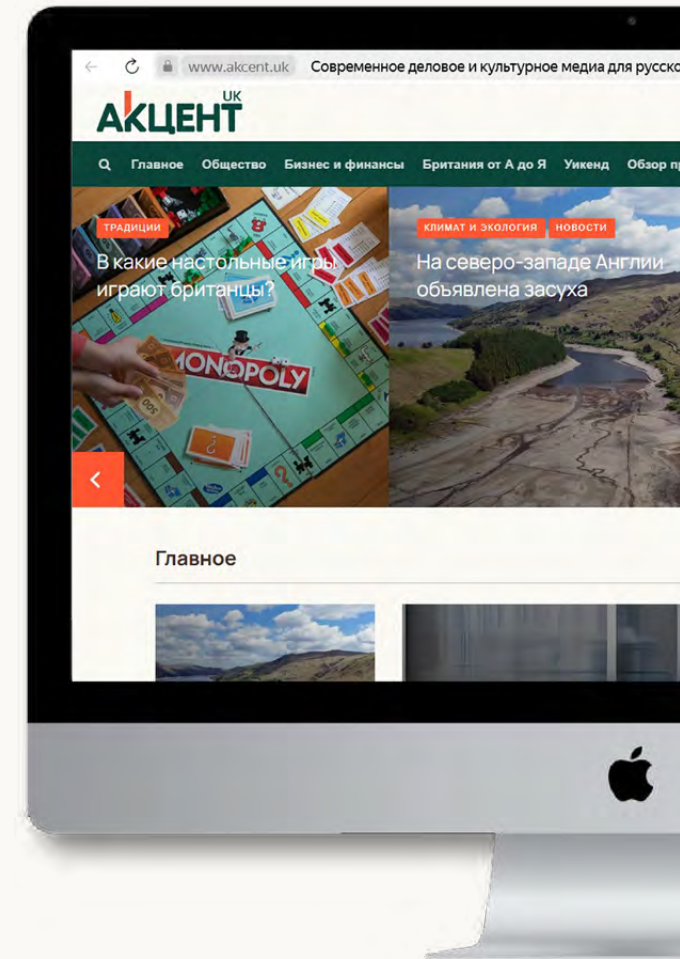 www.akcent.uk Современное деловое и культурное медиа для русско
АКЦЕНТ UK
Главное Общество Бизнес и финансы Британия от А до Я Уикенд Обзор пр
ТРАДИЦИИ
В какие настольные игры
играют британцы?
MONOPOLY
500
КЛИМАТ И ЭКОЛОГИЯ НОВОСТИ
На северо-западе Англии
объявлена засуха
Главное